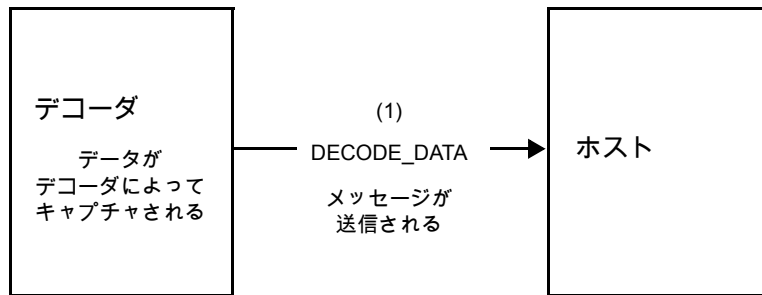 デコーダ
データが
デコーダによって
キャプチャされる
(1)
DECODE_DATA
メッセージが
送信される
ホスト